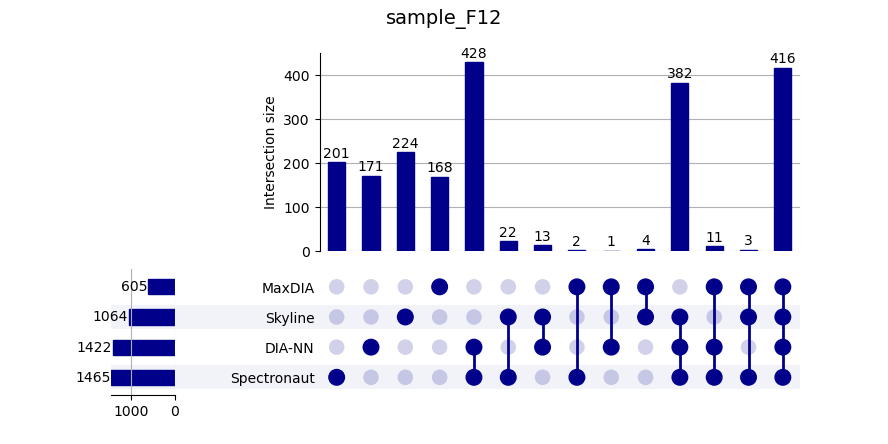 sample_F12
Intersection size
400
300
200
100
0
201 171 224 168 428 22 13 2 1 4 382 11 3 416
605 MaxDIA
1064 Skyline
1422 DIA-NN
1465 Spectronaut
1000 0